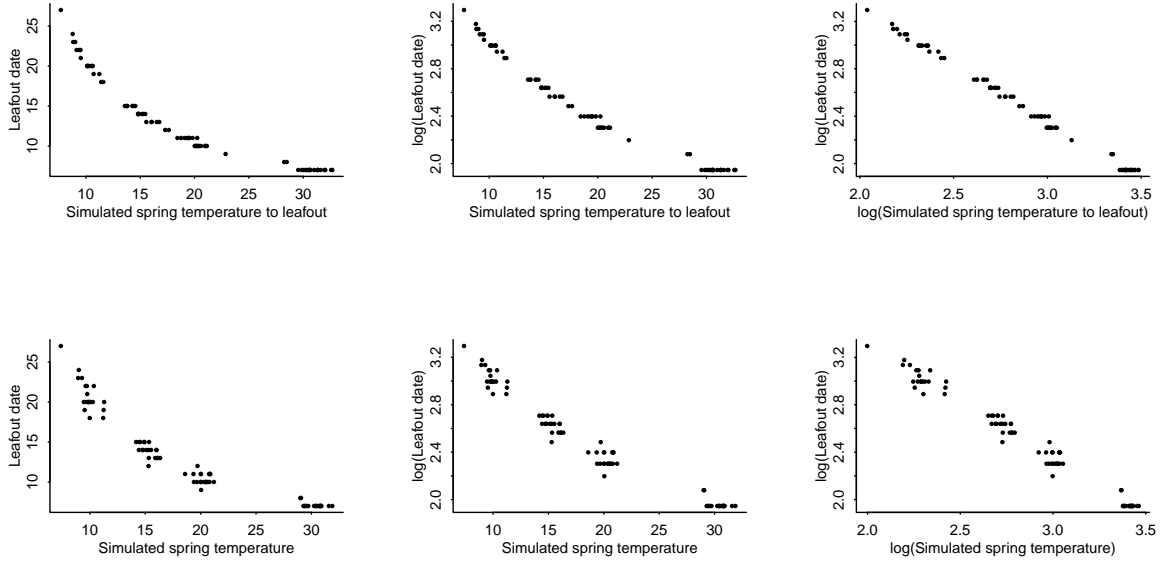 25
20
15
10
Leafout date
10 15 20 25 30
Simulated spring temperature to leafout
3.2
2.8
2.4
2.0
log(Leafout date)
10 15 20 25 30
Simulated spring temperature to leafout
3.2
2.8
2.4
2.0
log(Leafout date)
2.0 2.5 3.0 3.5
log(Simulated spring temperature to leafout)
25
20
15
10
Leafout date
10 15 20 25 30
Simulated spring temperature
3.2
2.8
2.4
2.0
log(Leafout date)
10 15 20 25 30
Simulated spring temperature
3.2
2.8
2.4
2.0
log(Leafout date)
2.0 2.5 3.0 3.5
log(Simulated spring temperature)